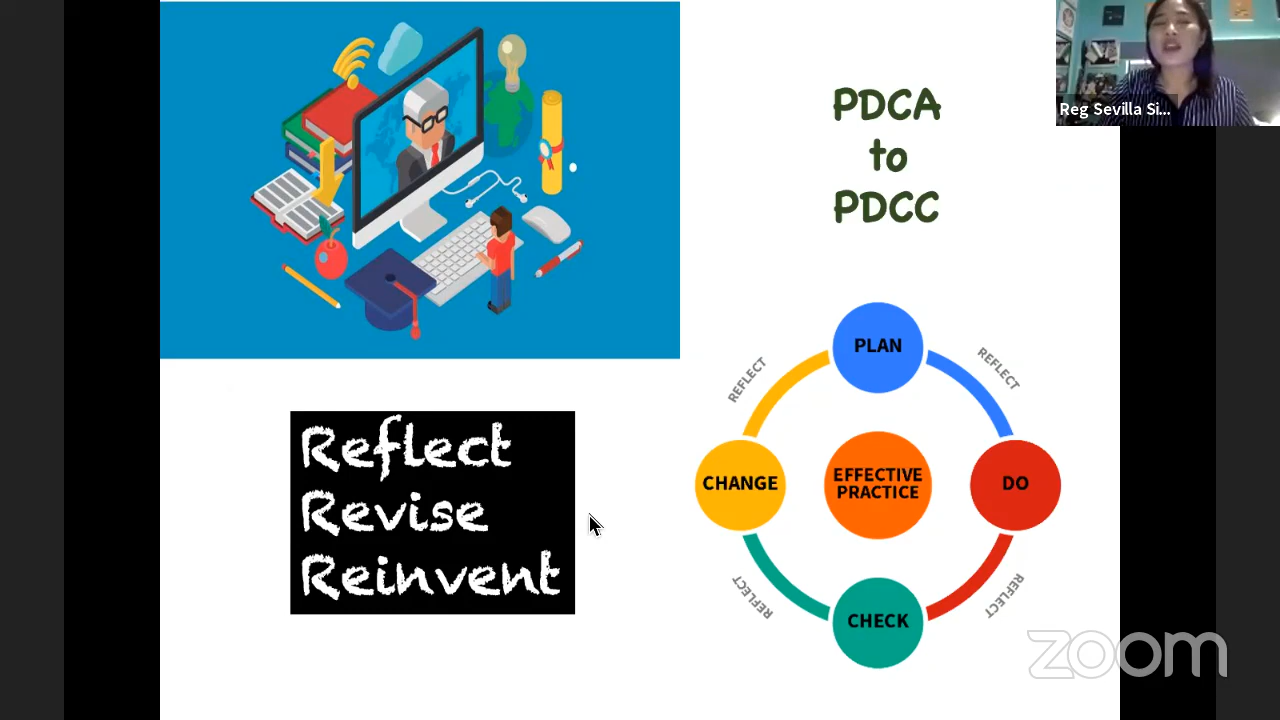 PDCA
to
PDCC
Reg Sevilla Si...
Reflect
Revise
Reinvent
PLAN
REFLECT
REFLECT
CHANGE
EFFECTIVE
PRACTICE
DO
REFLECT
REFLECT
CHECK
zoom